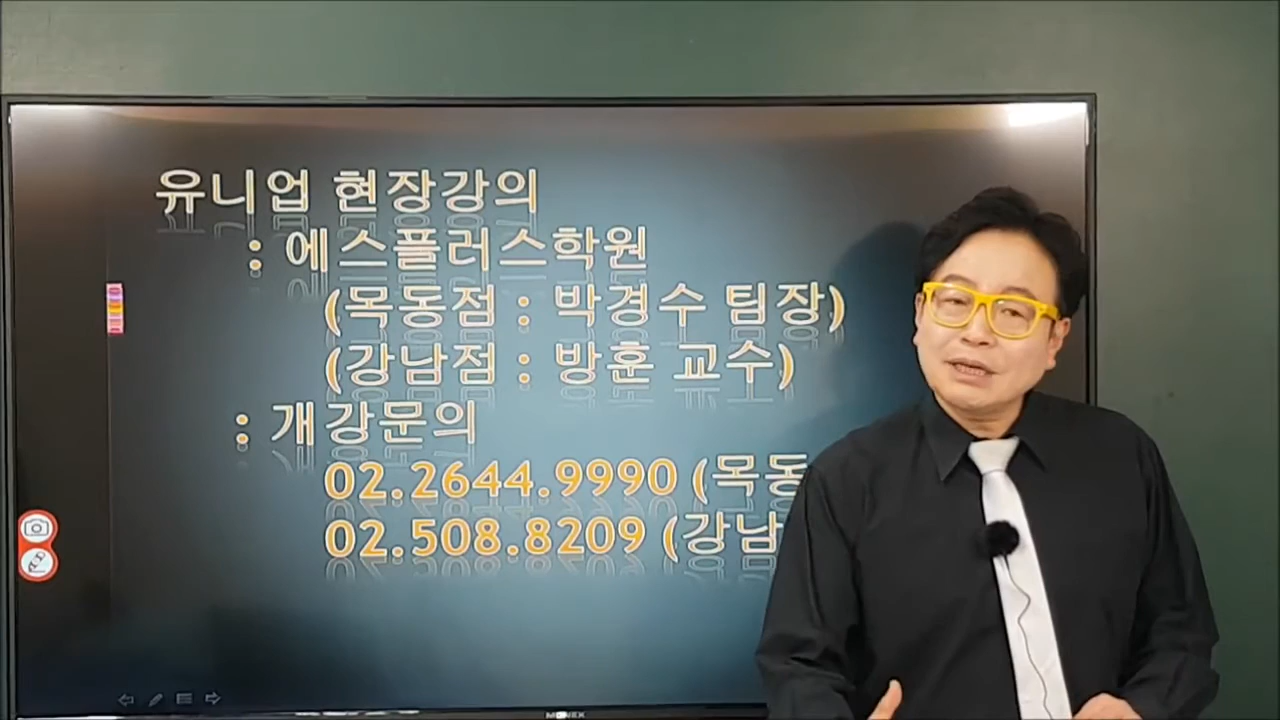 유니업 현장강의
: 에스플러스학원
(목동점 : 박경수 팀장)
(강남점 : 방훈 교수)
: 개강문의
02.2644.9990 (목동
02.508.8209 (강남